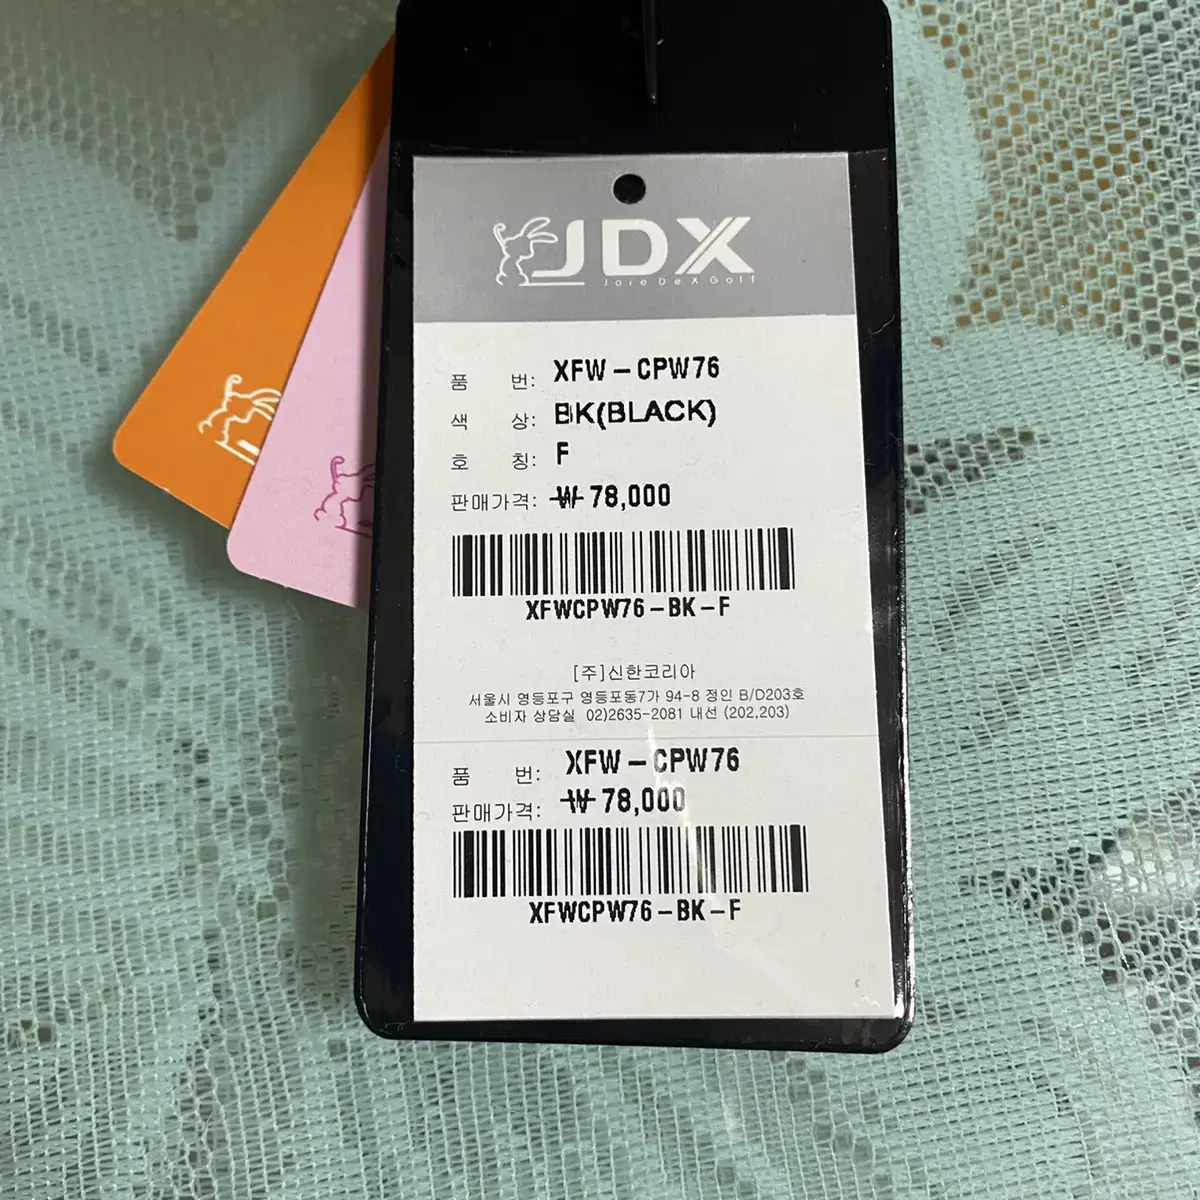 JDX
Joie De X Golf
품 번: XFW-CPW76
색 상: BK(BLACK)
호 칭: F
판매가격: ₩ 78,000
XFWCPW76-BK-F
[주]신한코리아
서울시 영등포구 영등포동7가 94-8 정인 B/D203호
소비자 상담실 02)2635-2081 내선 (202,203)
품 번: XFW-CPW76
판매가격: ₩ 78,000
XFWCPW76-BK-F